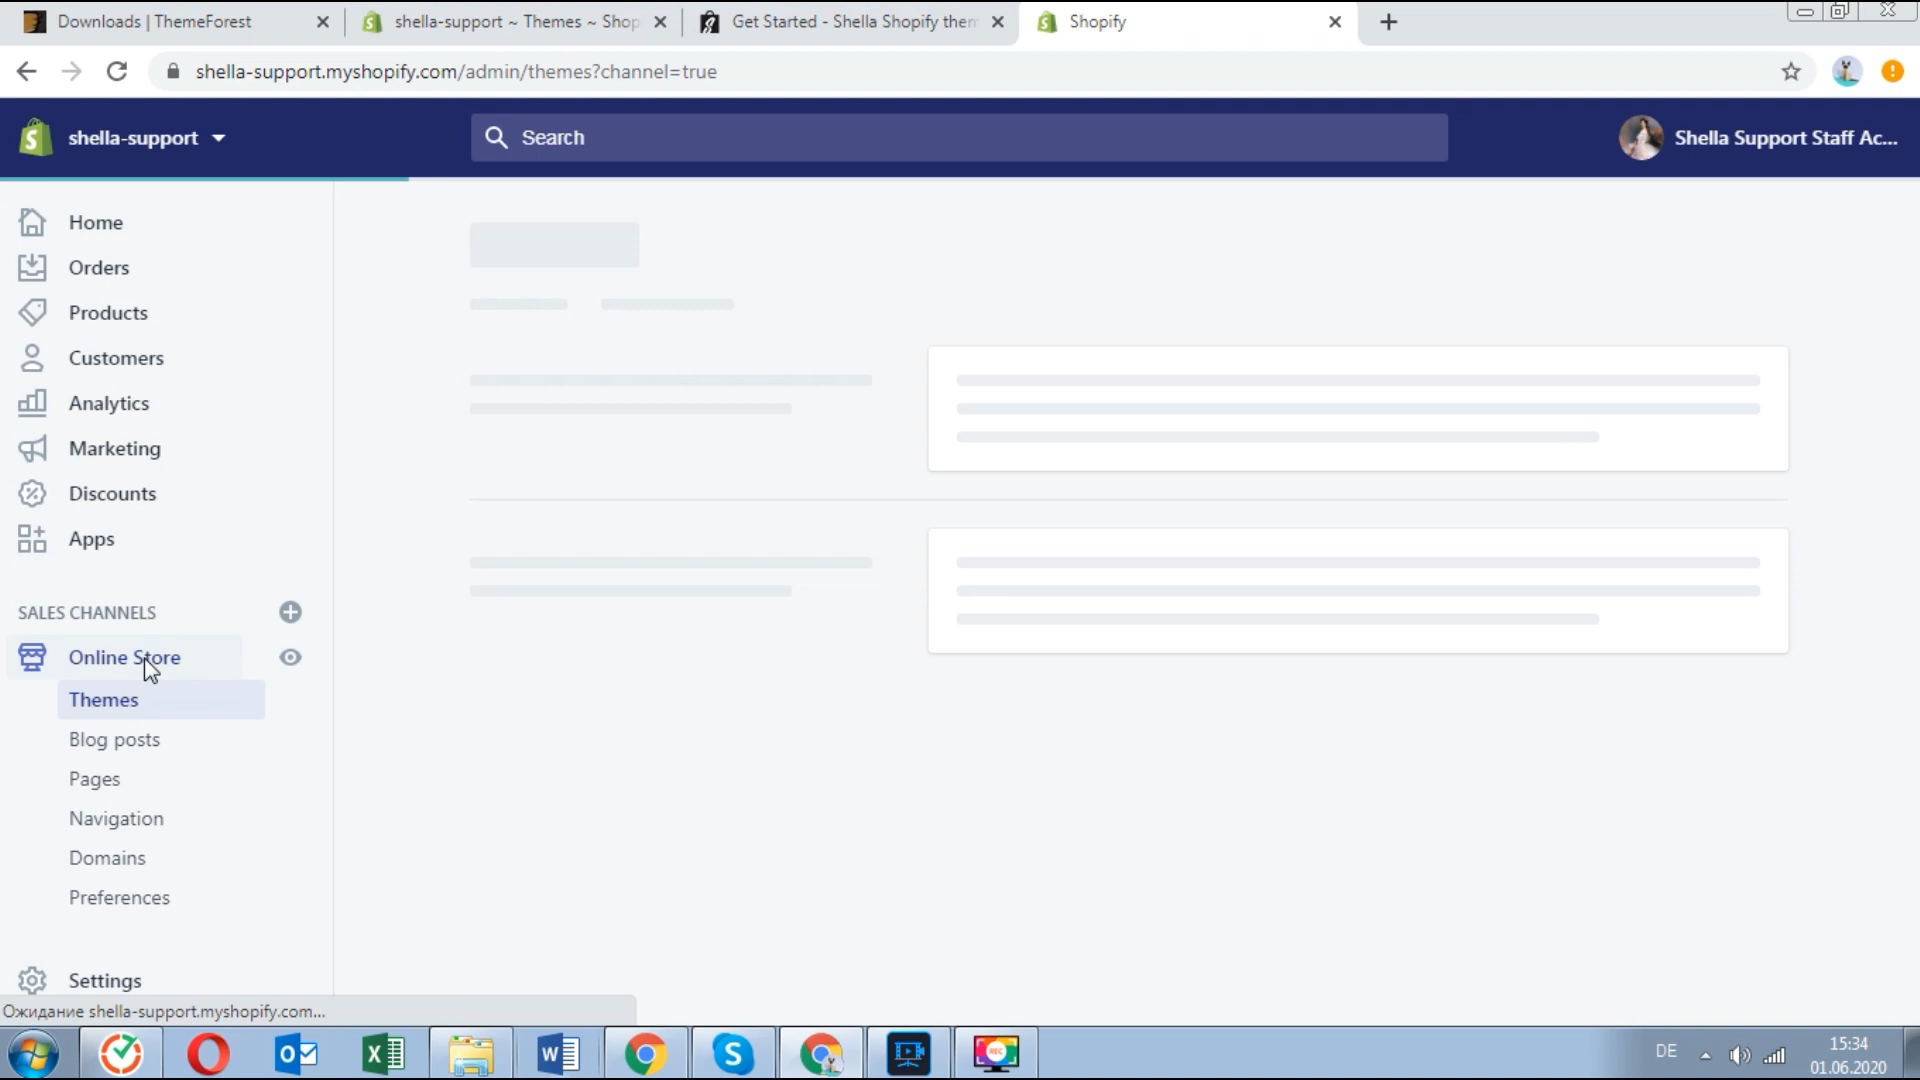 Downloads | ThemeForest
shella-support ~ Themes ~ Shop
Get Started - Shella Shopify them
Shopify
shella-support.myshopify.com/admin/themes?channel=true
shella-support
Search
Shella Support Staff Ac...
Home
Orders
Products
Customers
Analytics
Marketing
Discounts
Apps
SALES CHANNELS
Online Store
Themes
Blog posts
Pages
Navigation
Domains
Preferences
Settings
Ожидание shella-support.myshopify.com...
REC
DE
15:34
01.06.2020